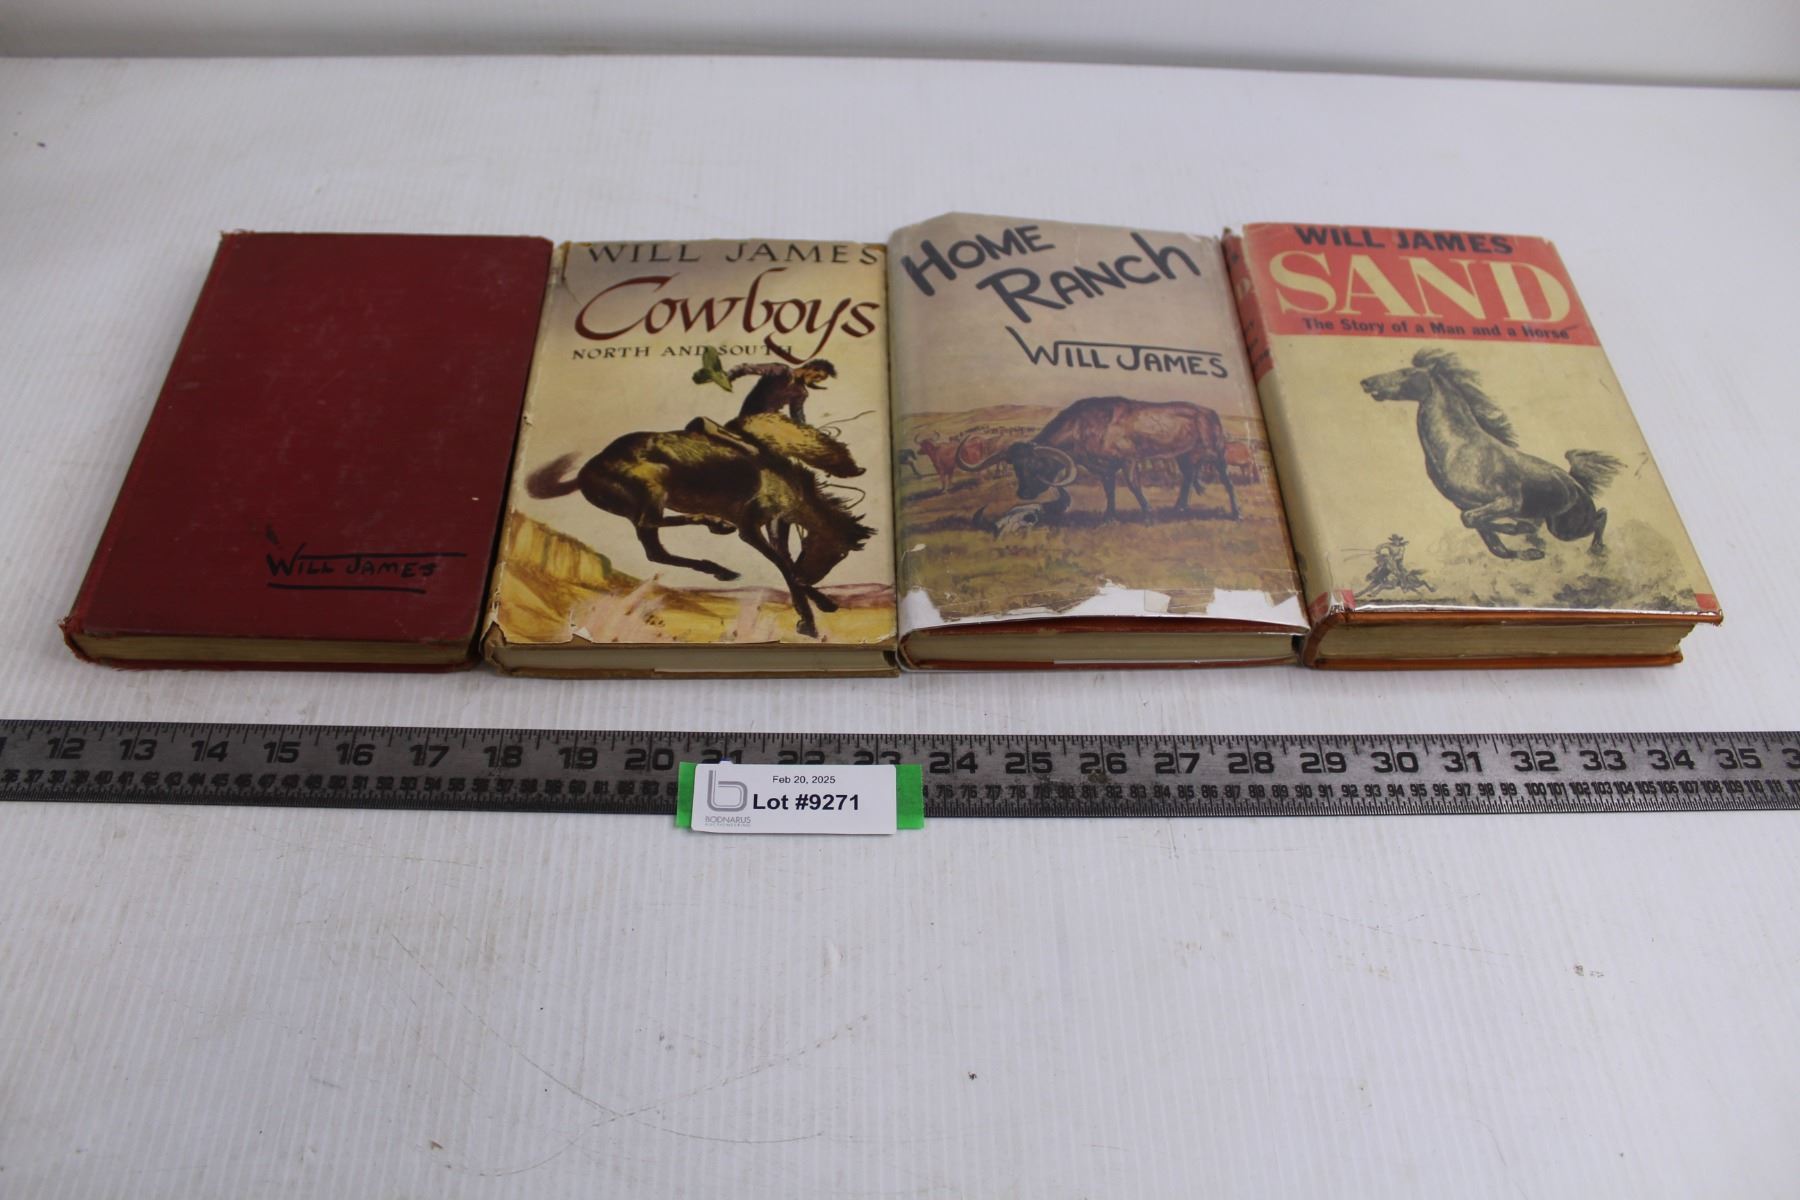 WILL JAMES
WILL JAMES
Cowboys
NORTH AND SOUTH
HOME
RANCH
WILL JAMES
WILL JAMES
SAND
The Story of a Man and a Horse
12 13 14 15 16 17 18 19 20 21 22 23 24 25 26 27 28 29 30 31 32 33 34 35
Feb 20, 2025
Lot #9271
BODNARUS
AUCTIONEERING